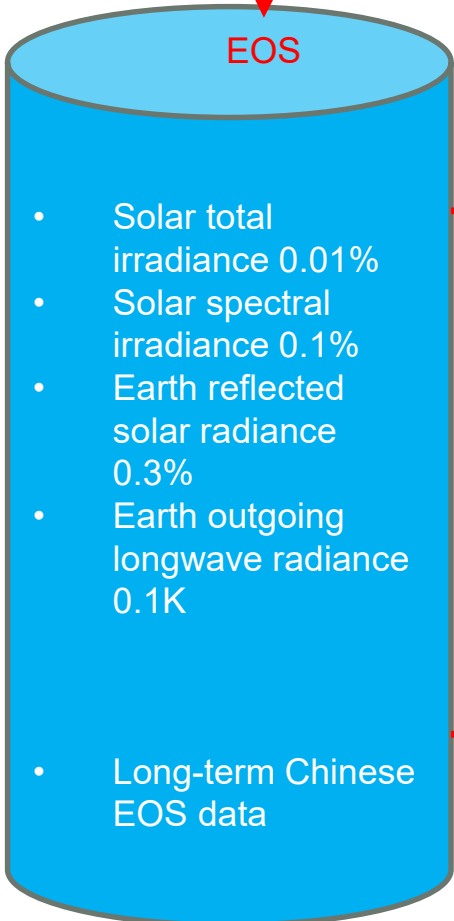 EOS
• Solar total
irradiance 0.01%
• Solar spectral
irradiance 0.1%
• Earth reflected
solar radiance
0.3%
• Earth outgoing
longwave radiance
0.1K
• Long-term Chinese
EOS data